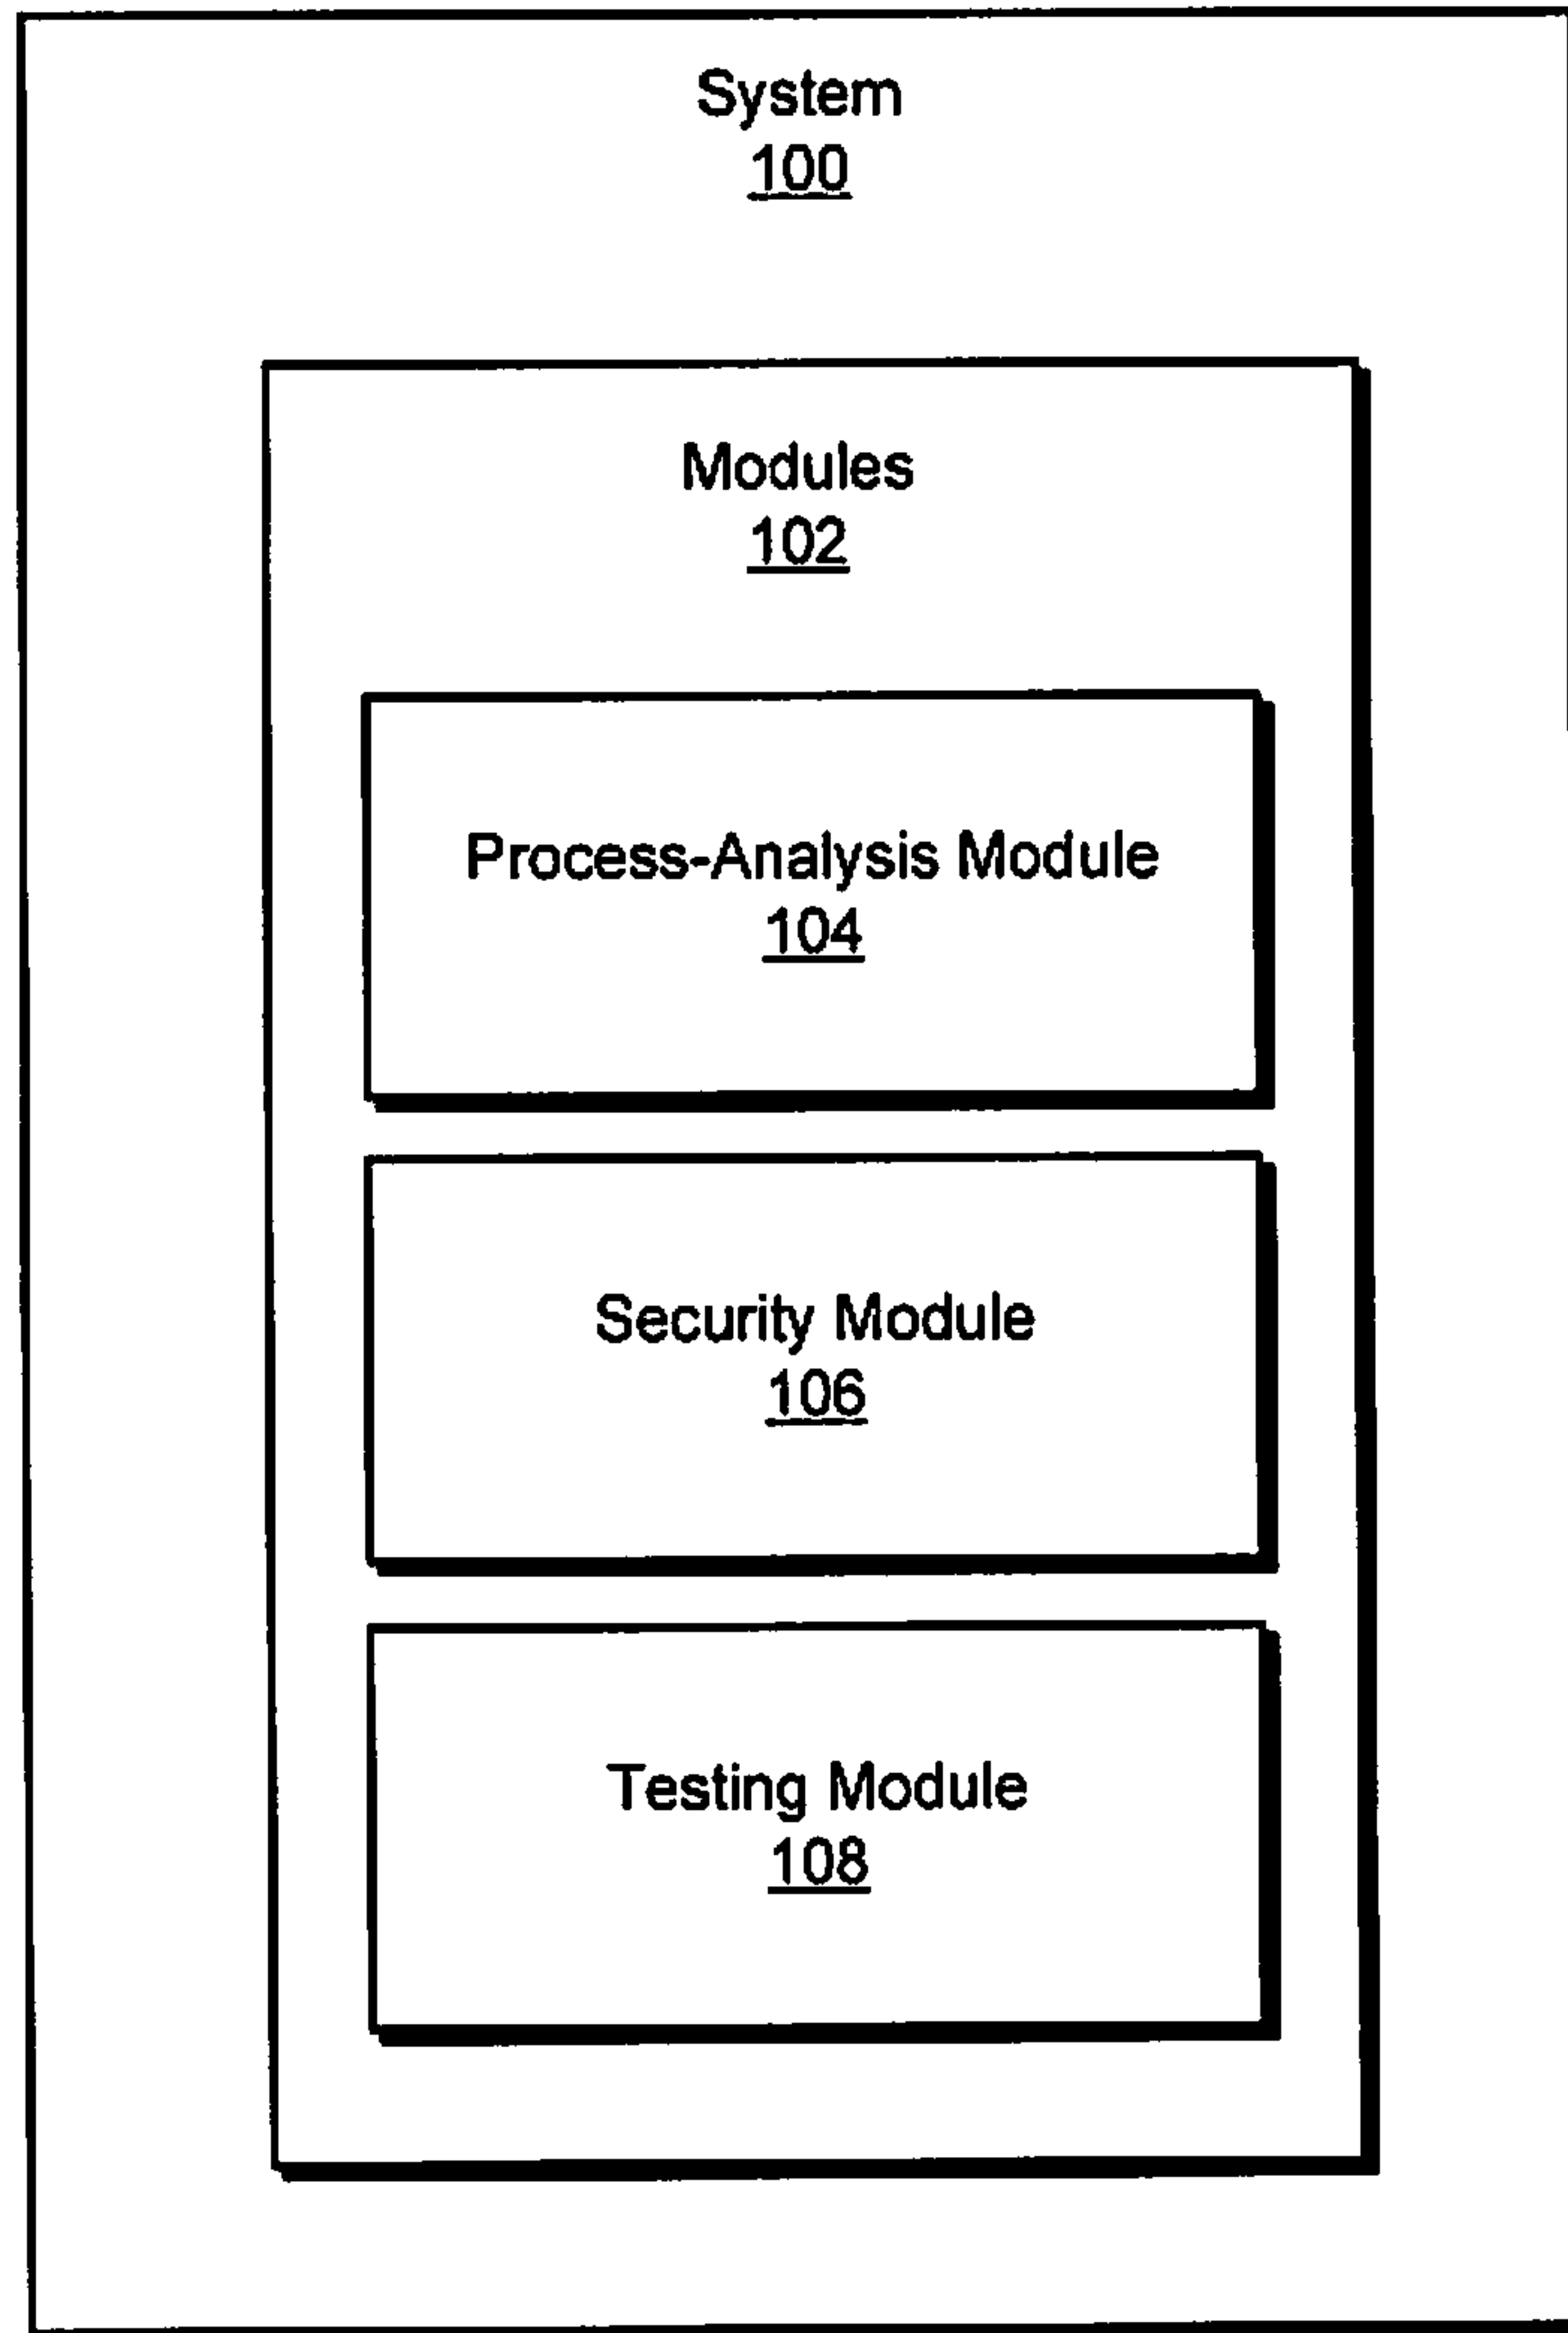 System
100
Modules
102
Process-Analysis Module
104
Security Module
106
Testing Module
108